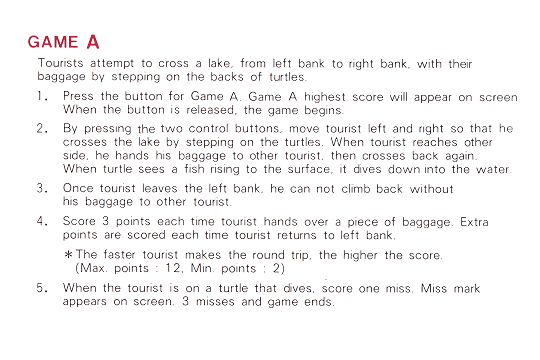 GAME A
Tourists attempt to cross a lake, from left bank to right bank, with their
baggage by stepping on the backs of turtles.
1. Press the button for Game A. Game A highest score will appear on screen
When the button is released, the game begins.
2. By pressing the two control buttons, move tourist left and right so that he
crosses the lake by stepping on the turtles. When tourist reaches other
side, he hands his baggage to other tourist, then crosses back again.
When turtle sees a fish rising to the surface, it dives down into the water.
3. Once tourist leaves the left bank, he can not climb back without
his baggage to other tourist.
4. Score 3 points each time tourist hands over a piece of baggage. Extra
points are scored each time tourist returns to left bank.
* The faster tourist makes the round trip, the higher the score.
(Max. points : 12, Min. points : 2)
5. When the tourist is on a turtle that dives, score one miss. Miss mark
appears on screen. 3 misses and game ends.